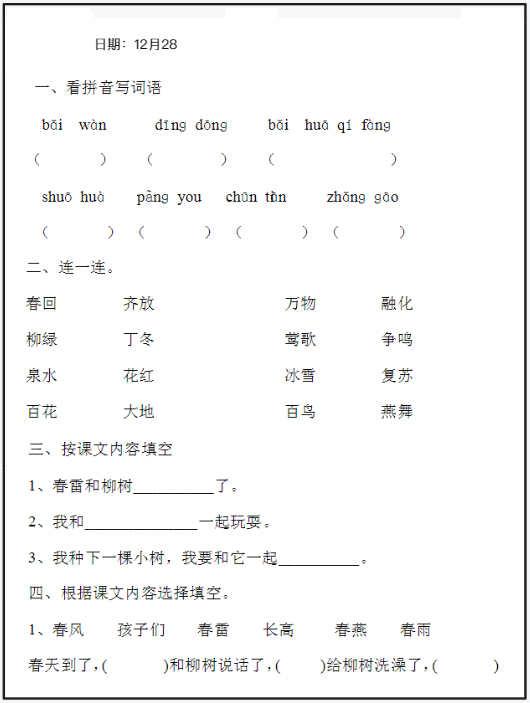 日期：12月28
一、看拼音写词语
bǎi wàn dīng dōng bǎi huā qí fàng
( ) ( ) ( )
shuō huà pǎng you chūn tān zhǎng gāo
( ) ( ) ( ) ( )
二、连一连。
春回 齐放 万物 融化
柳绿 丁冬 莺歌 争鸣
泉水 花红 冰雪 复苏
百花 大地 百鸟 燕舞
三、按课文内容填空
1、春雷和柳树__________了。
2、我和______________一起玩耍。
3、我种下一棵小树，我要和它一起__________。
四、根据课文内容选择填空。
1、春风 孩子们 春雷 长高 春燕 春雨
春天到了，( )和柳树说话了，( )给柳树洗澡了，( )